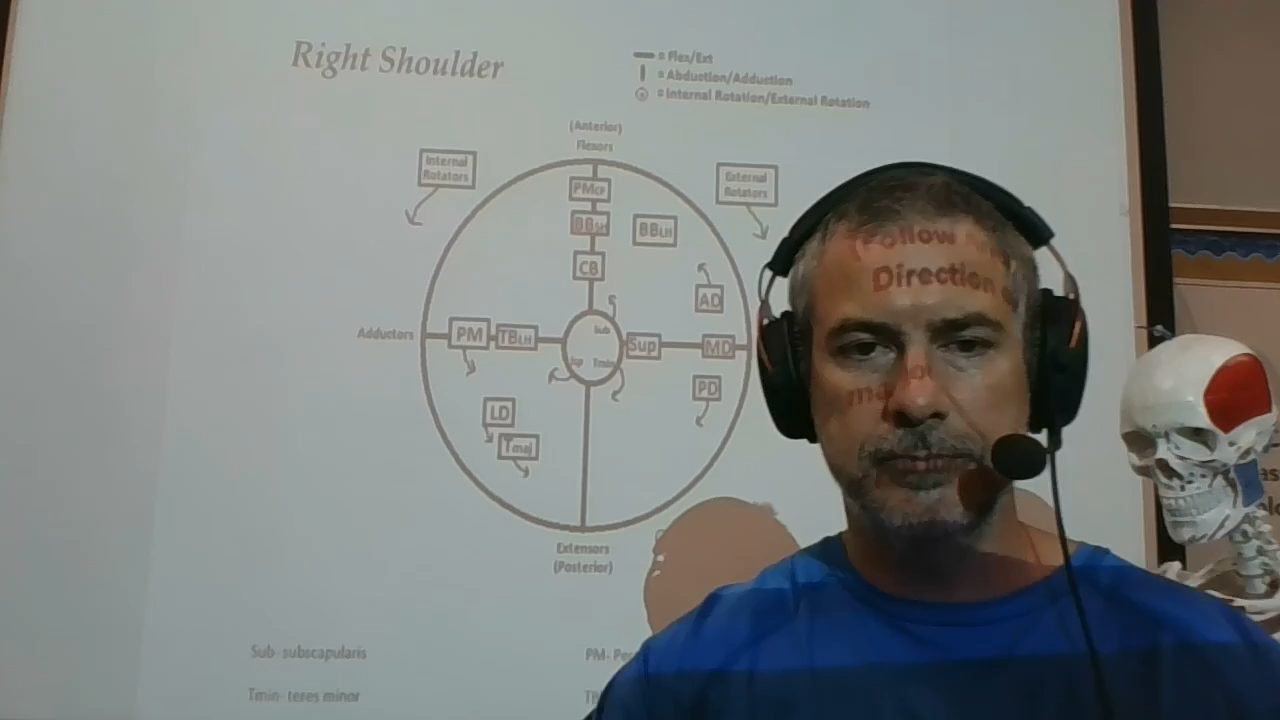 Right Shoulder
= Flex/Ext
= Abduction/Adduction
= Internal Rotation/External Rotation
(Anterior)
Flexors
Internal
Rotators
External
Rotators
PMCF
BBSH
BBLH
CB
AD
Sub
Adductors
PM
TBLH
Sup
MD
Tmin
PD
LD
Tmaj
Extensors
(Posterior)
(Follow
Direction
Sub- subscapularis
PM-
Tmin- teres minor